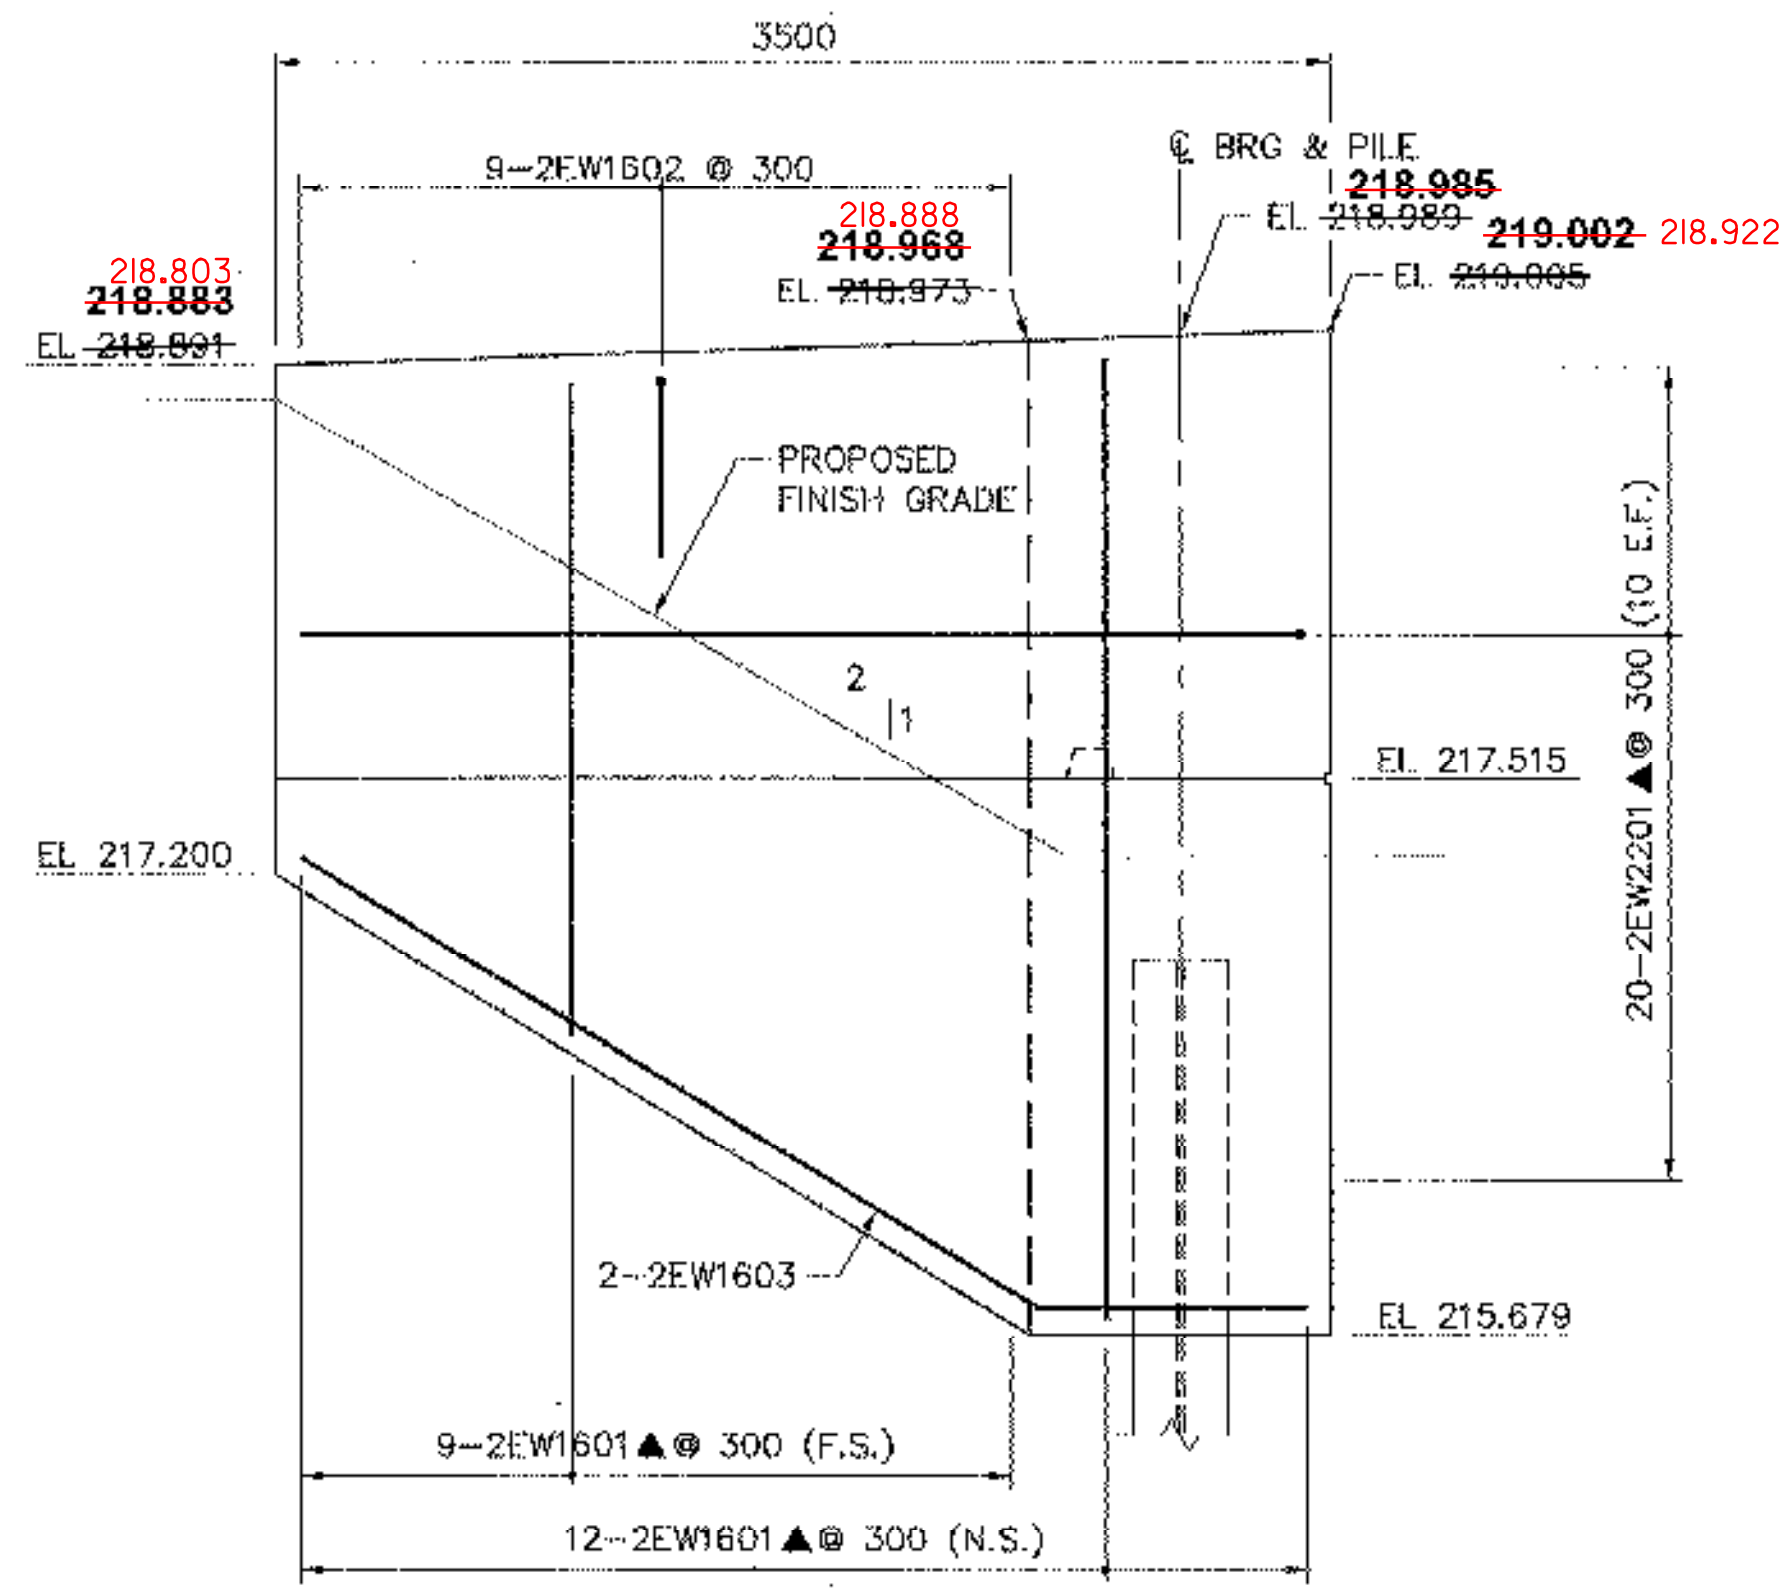 3500
₵ BRG & PILE
9-2EW1602 @ 300
218.985
EL 218.989
218.888
218.968
EL 218.973
219.002 218.922
EL 219.005
218.803
218.883
EL 218.891
PROPOSED
FINISH GRADE
2
1
EL 217.515
EL 217.200
20-2EW2201▲@ 300 (10 E.F.)
2-2EW1603
EL 215.679
9-2EW1601▲@ 300 (F.S.)
12-2EW1601▲@ 300 (N.S.)